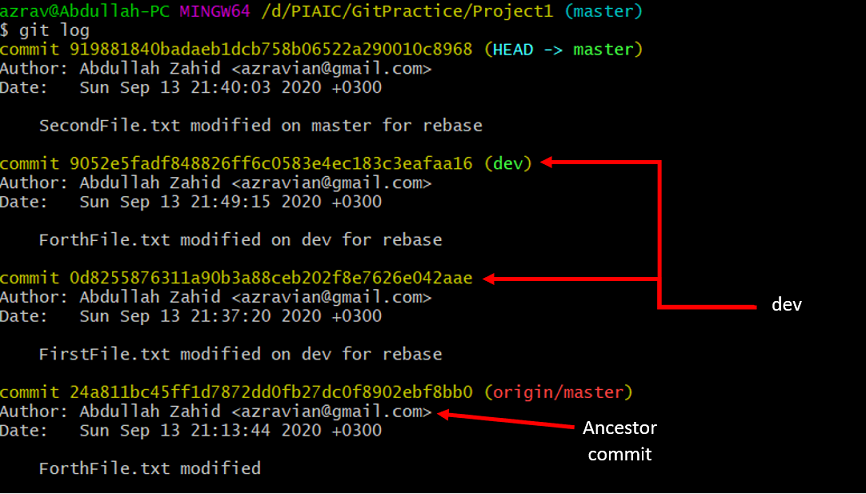 azrav@Abdullah-PC MINGW64 /d/PIAIC/GitPractice/Project1 (master)
$ git log
commit 919881840badaeb1dcb758b06522a290010c8968 (HEAD -> master)
Author: Abdullah Zahid <azravian@gmail.com>
Date:   Sun Sep 13 21:40:03 2020 +0300
SecondFile.txt modified on master for rebase
commit 9052e5fadf848826ff6c0583e4ec183c3eafaa16 (dev)
Author: Abdullah Zahid <azravian@gmail.com>
Date:   Sun Sep 13 21:49:15 2020 +0300
ForthFile.txt modified on dev for rebase
commit 0d8255876311a90b3a88ceb202f8e7626e042aae
Author: Abdullah Zahid <azravian@gmail.com>
Date:   Sun Sep 13 21:37:20 2020 +0300
dev
FirstFile.txt modified on dev for rebase
commit 24a811bc45ff1d7872dd0fb27dc0f8902ebf8bb0 (origin/master)
Author: Abdullah Zahid <azravian@gmail.com>
Date:   Sun Sep 13 21:13:44 2020 +0300
Ancestor
commit
ForthFile.txt modified